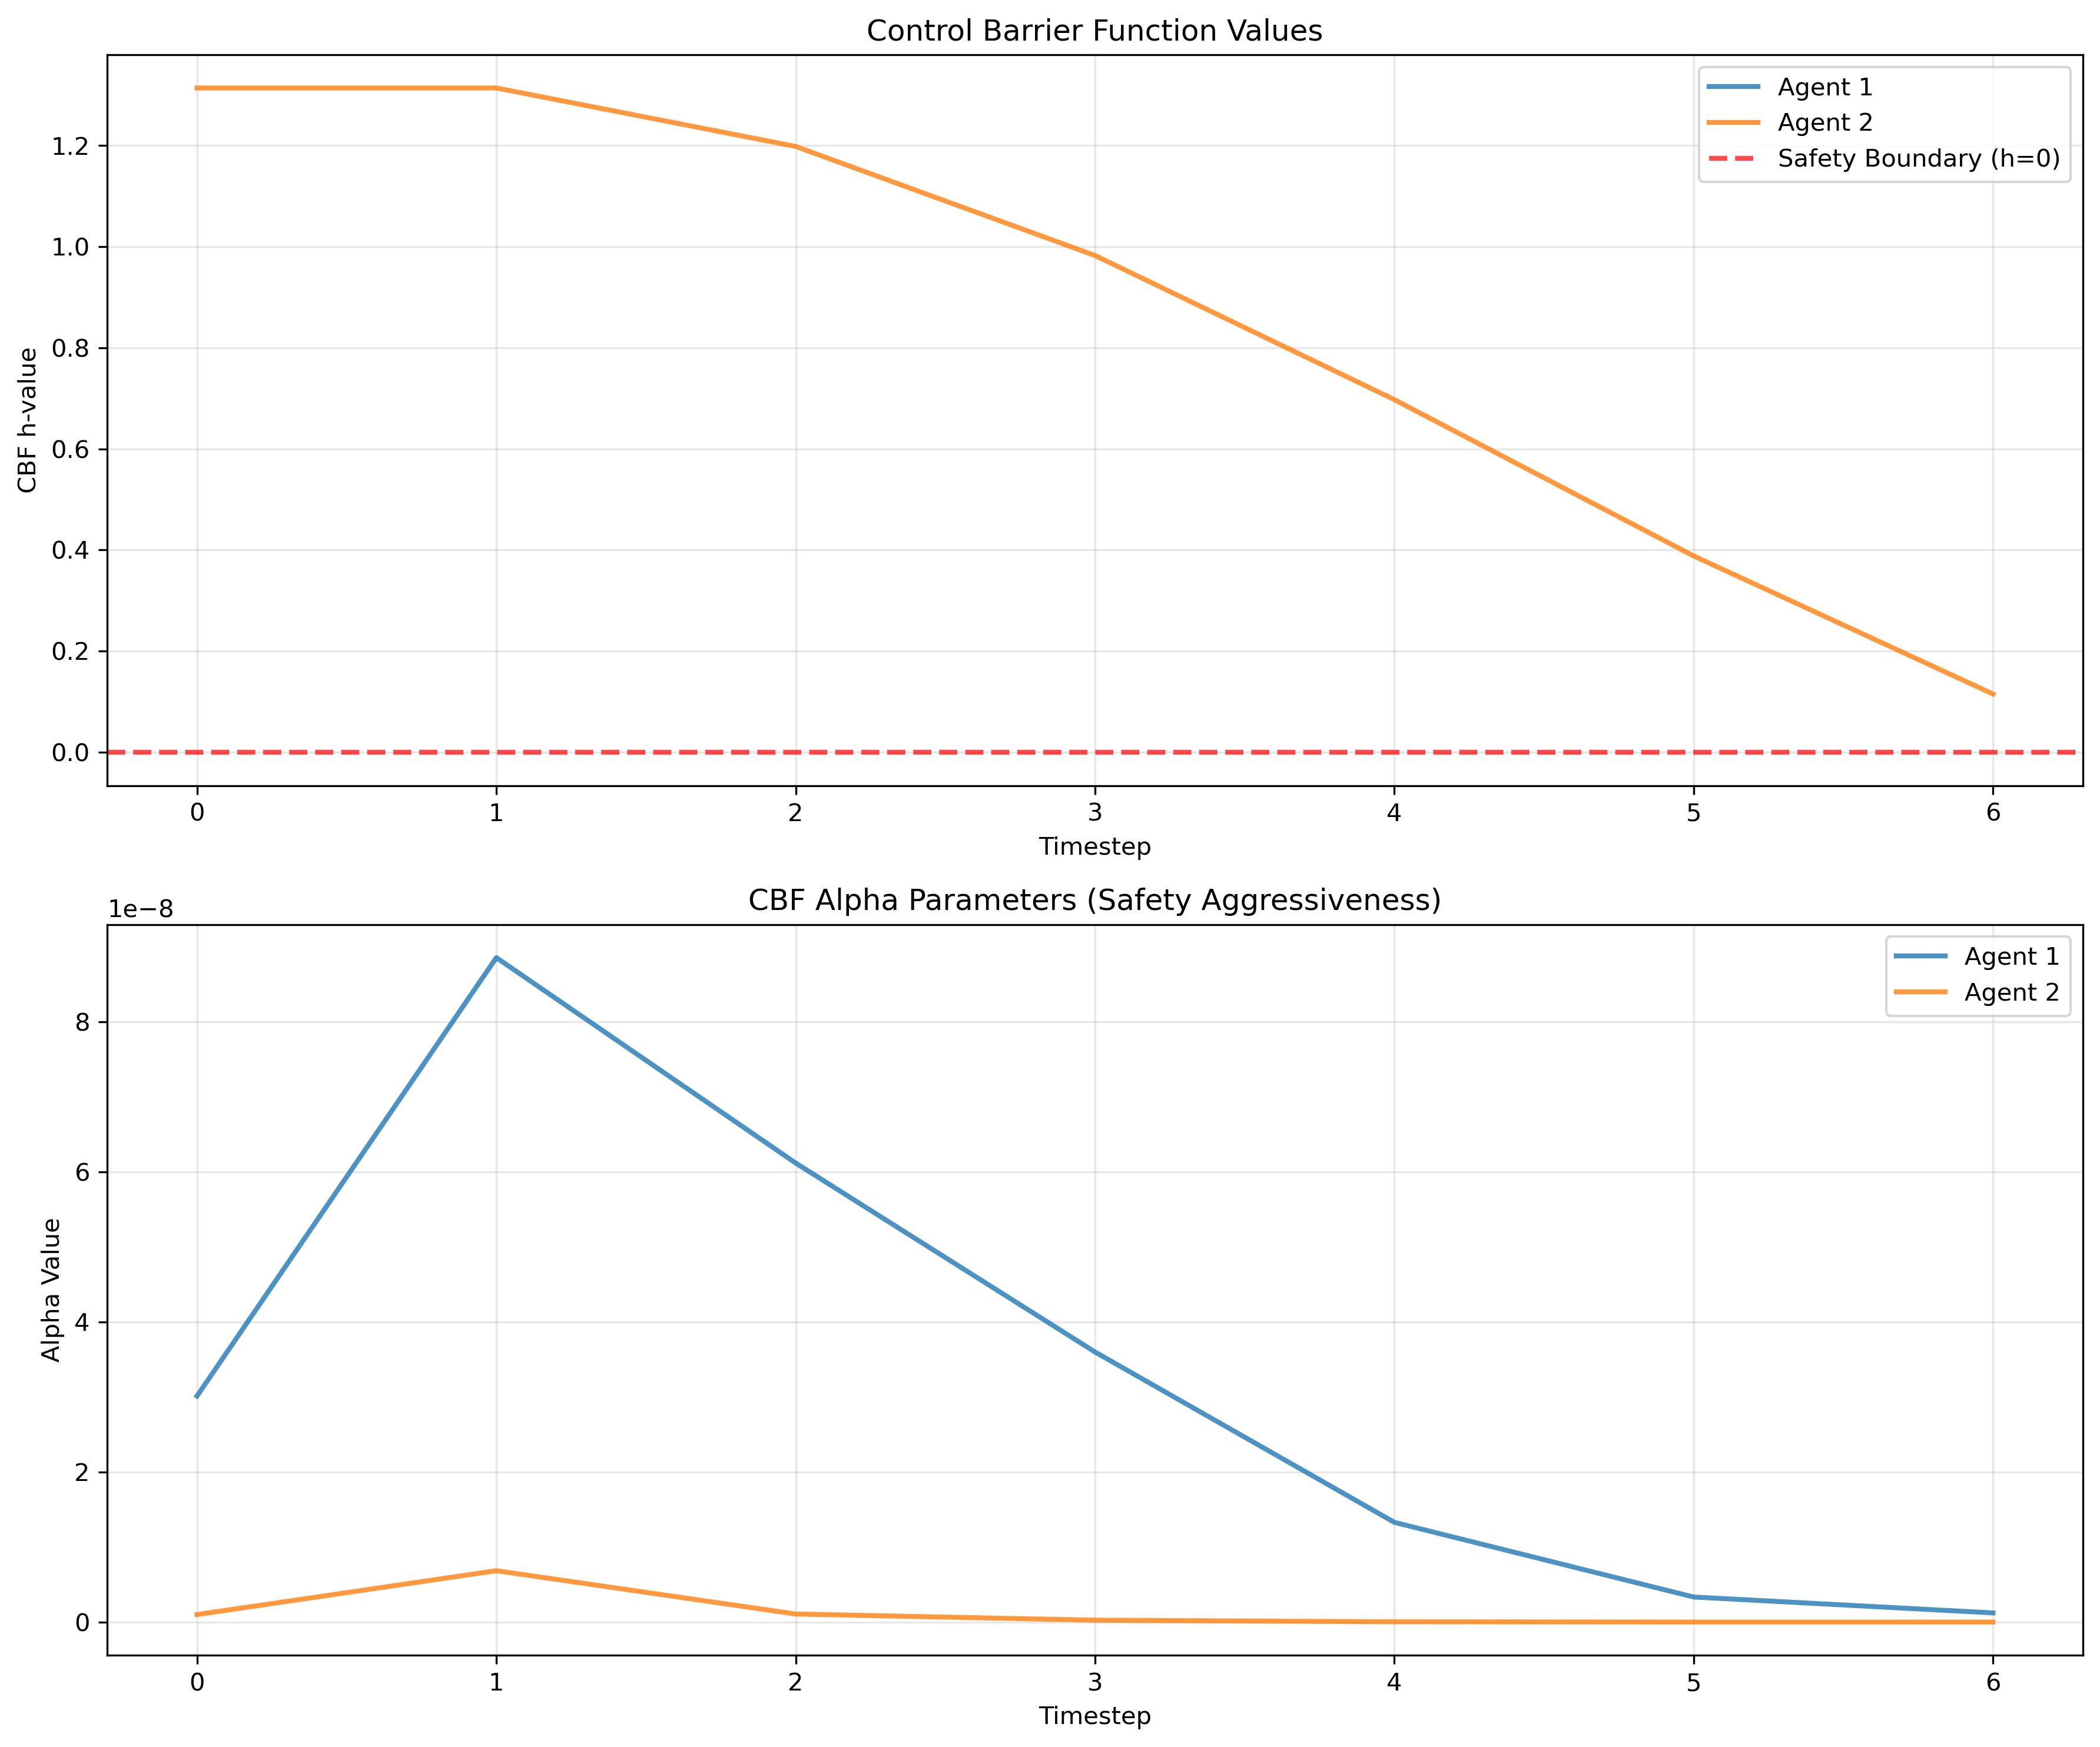 Control Barrier Function Values
Agent 1
Agent 2
Safety Boundary (h=0)
CBF h-value
1.2
1.0
0.8
0.6
0.4
0.2
0.0
0 1 2 3 4 5 6
Timestep
CBF Alpha Parameters (Safety Aggressiveness)
1e−8
Agent 1
Agent 2
Alpha Value
8
6
4
2
0
0 1 2 3 4 5 6
Timestep